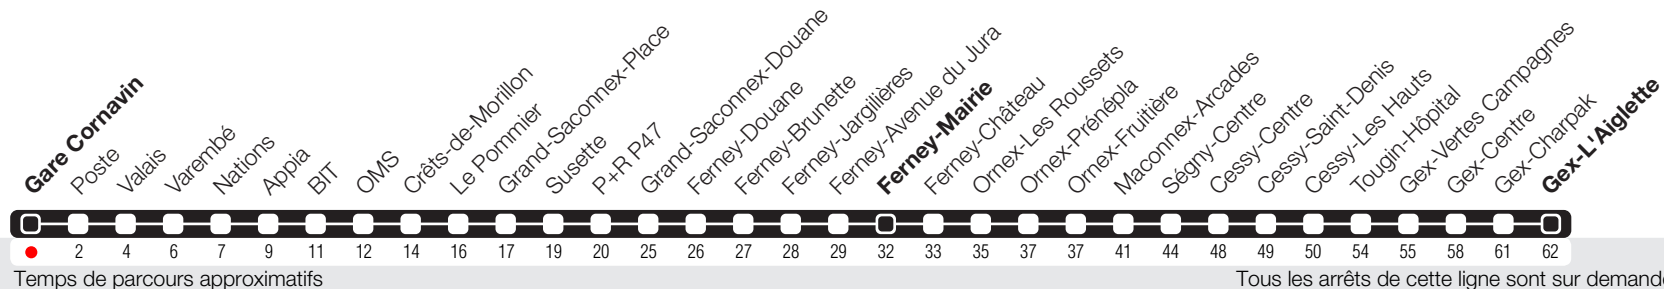 Gare Cornavin
Poste
Valais
Varembé
Nations
Appia
BIT
OMS
Crêts-de-Morillon
Le Pommier
Grand-Saconnex-Place
Susette
P+R P47
Grand-Saconnex-Douane
Ferney-Douane
Ferney-Brunette
Ferney-Jargilières
Ferney-Avenue du Jura
Ferney-Mairie
Ferney-Château
Ornex-Les Roussets
Ornex-Prénépla
Ornex-Fruitière
Maconnex-Arcades
Ségny-Centre
Cessy-Centre
Cessy-Saint-Denis
Cessy-Les Hauts
Tougin-Hôpital
Gex-Vertes Campagnes
Gex-Centre
Gex-Charpak
Gex-L'Aiglette
2 4 6 7 9 11 12 14 16 17 19 20 25 26 27 28 29 32 33 35 37 37 41 44 48 49 50 54 55 58 61 62
Temps de parcours approximatifs
Tous les arrêts de cette ligne sont sur demande